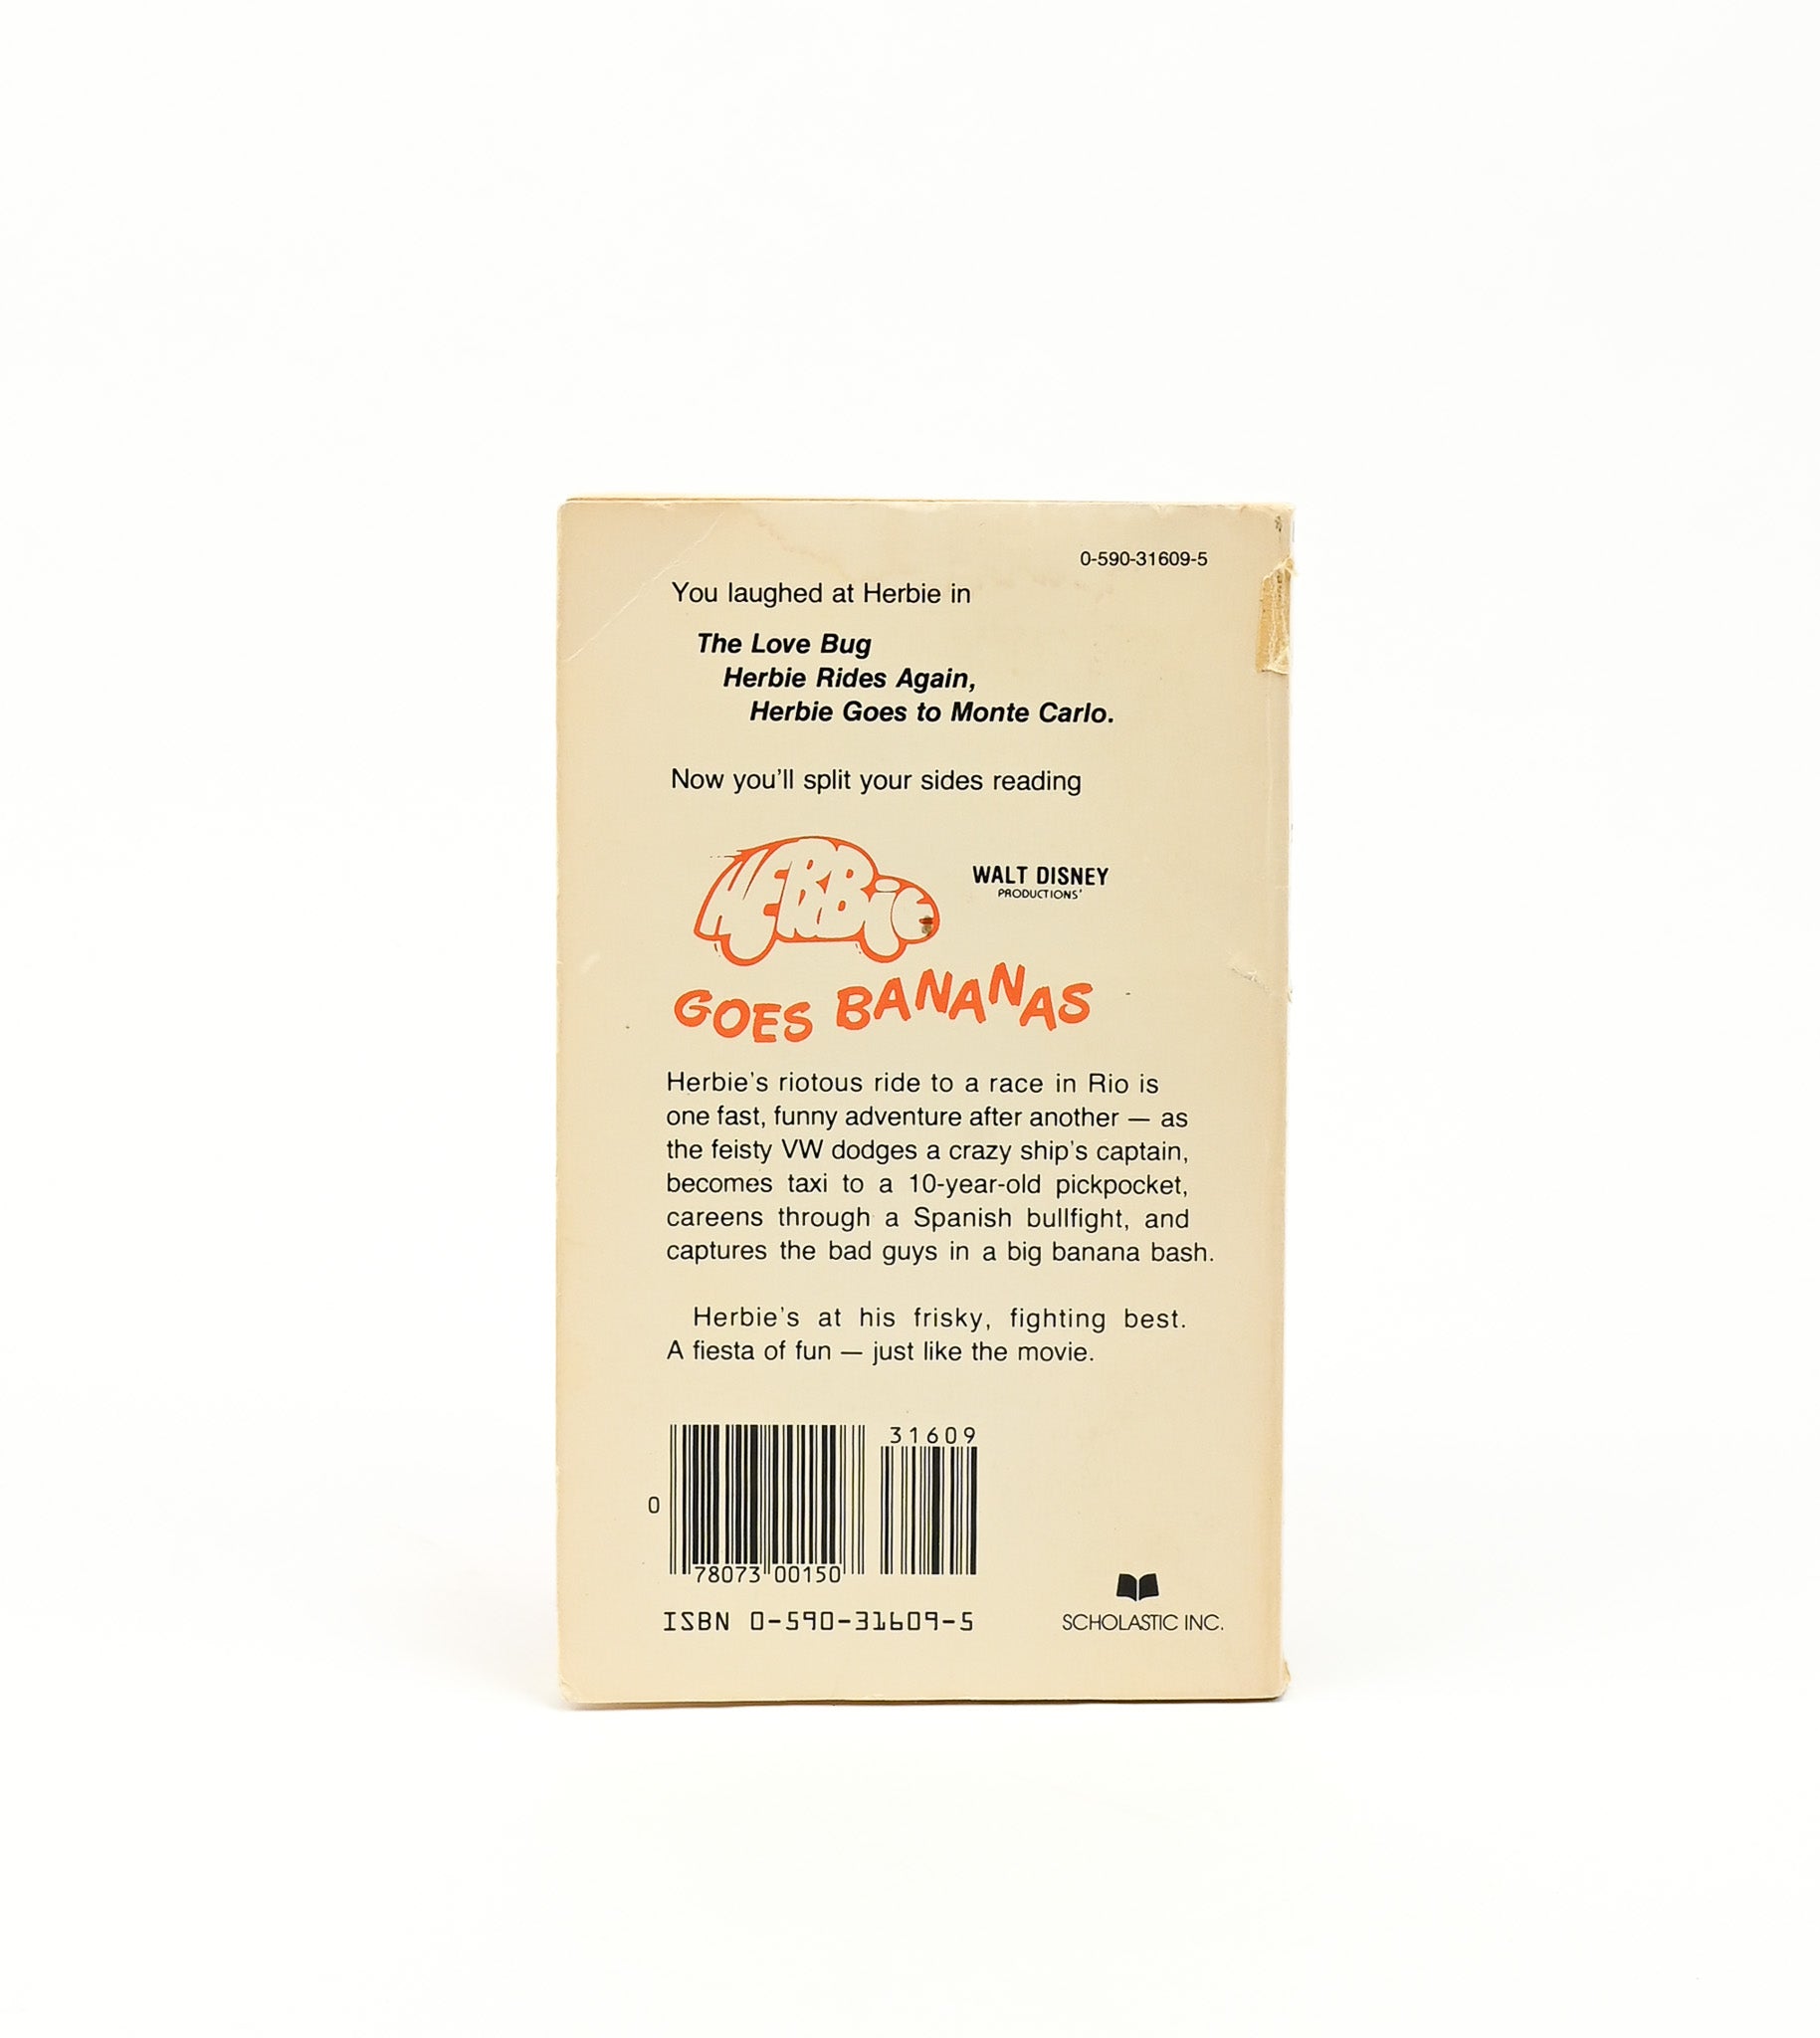 0-590-31609-5
You laughed at Herbie in
The Love Bug
Herbie Rides Again,
Herbie Goes to Monte Carlo.
Now you'll split your sides reading
HERBie
WALT DISNEY
PRODUCTIONS'
GOES BANANAS
Herbie's riotous ride to a race in Rio is
one fast, funny adventure after another — as
the feisty VW dodges a crazy ship's captain,
becomes taxi to a 10-year-old pickpocket,
careens through a Spanish bullfight, and
captures the bad guys in a big banana bash.
Herbie's at his frisky, fighting best.
A fiesta of fun — just like the movie.
31609
0
78073 00150
ISBN 0-590-31609-5
SCHOLASTIC INC.